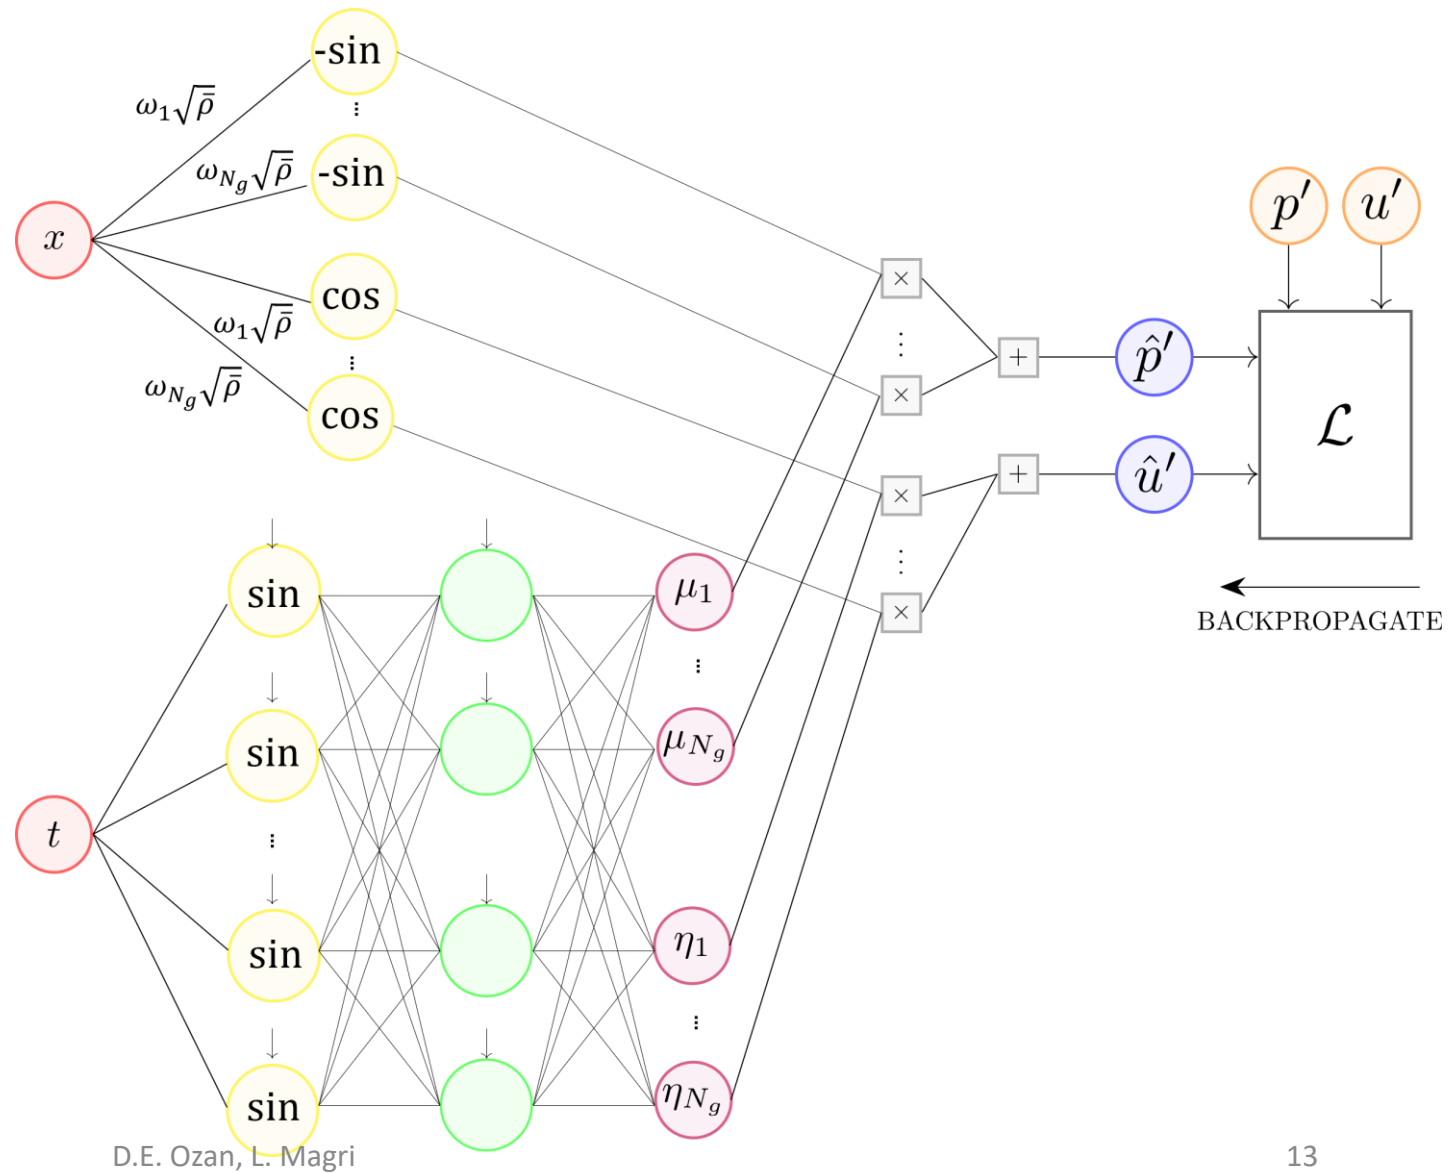 -sin
ω₁√ρ̄
⋮
ω_{N_g}√ρ̄
-sin
x
cos
ω₁√ρ̄
⋮
ω_{N_g}√ρ̄
cos
×
⋮
×
+
×
⋮
×
+
p̂′
û′
p′
u′
ℒ
BACKPROPAGATE
t
sin
sin
⋮
sin
sin
μ₁
⋮
μ_{N_g}
η₁
⋮
η_{N_g}
D.E. Ozan, L. Magri
13